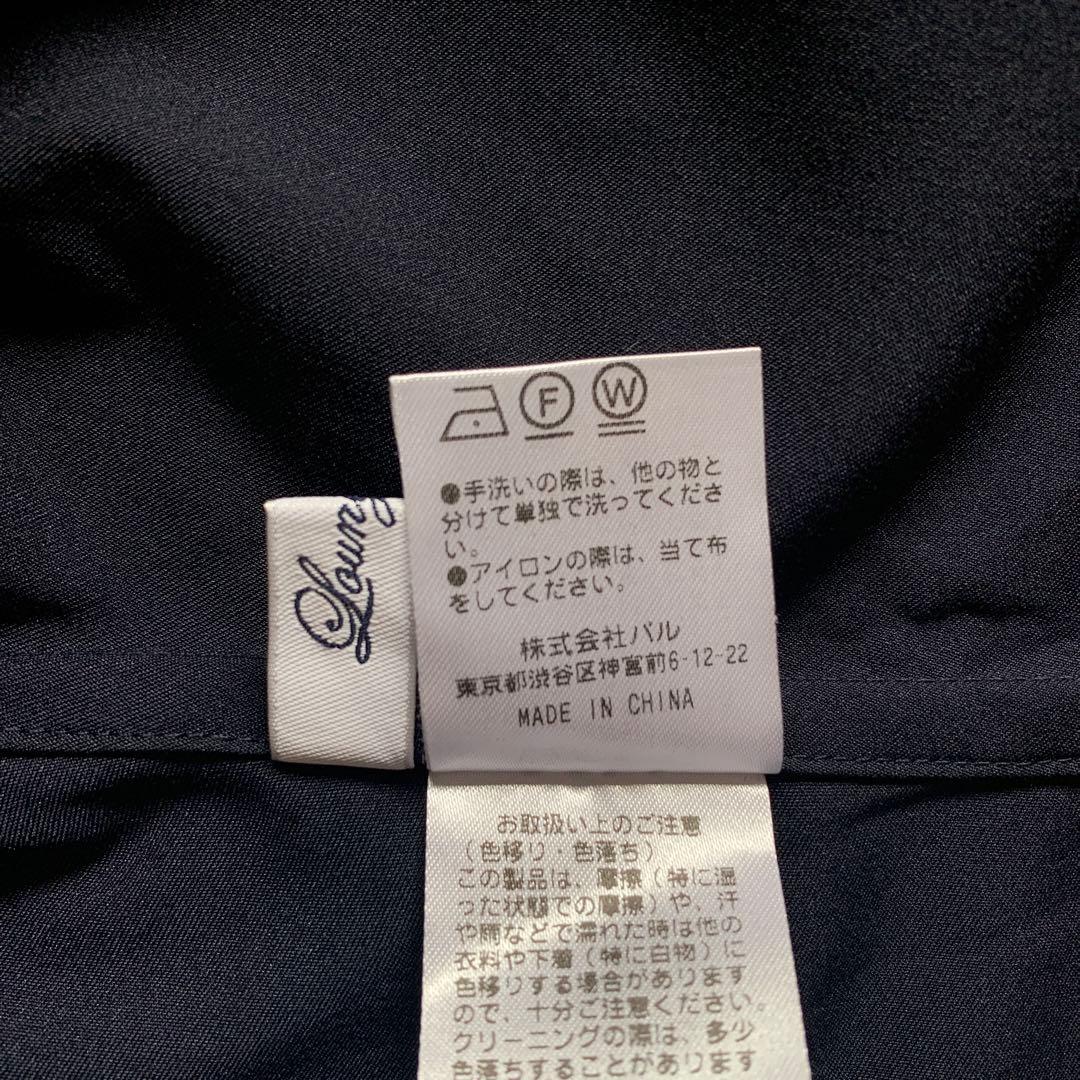 F W
●手洗いの際は、他の物と
分けて単独で洗ってくださ
い。
●アイロンの際は、当て布
をしてください。
株式会社パル
東京都渋谷区神宮前6-12-22
MADE IN CHINA
お取扱い上のご注意
(色移り・色落ち)
この製品は、摩擦(特に湿
った状態での摩擦)や、汗
や雨などで濡れた時は他の
衣料や下着(特に白物)に
色移りする場合があります
ので、十分ご注意ください。
クリーニングの際は、多少
色落ちすることがあります